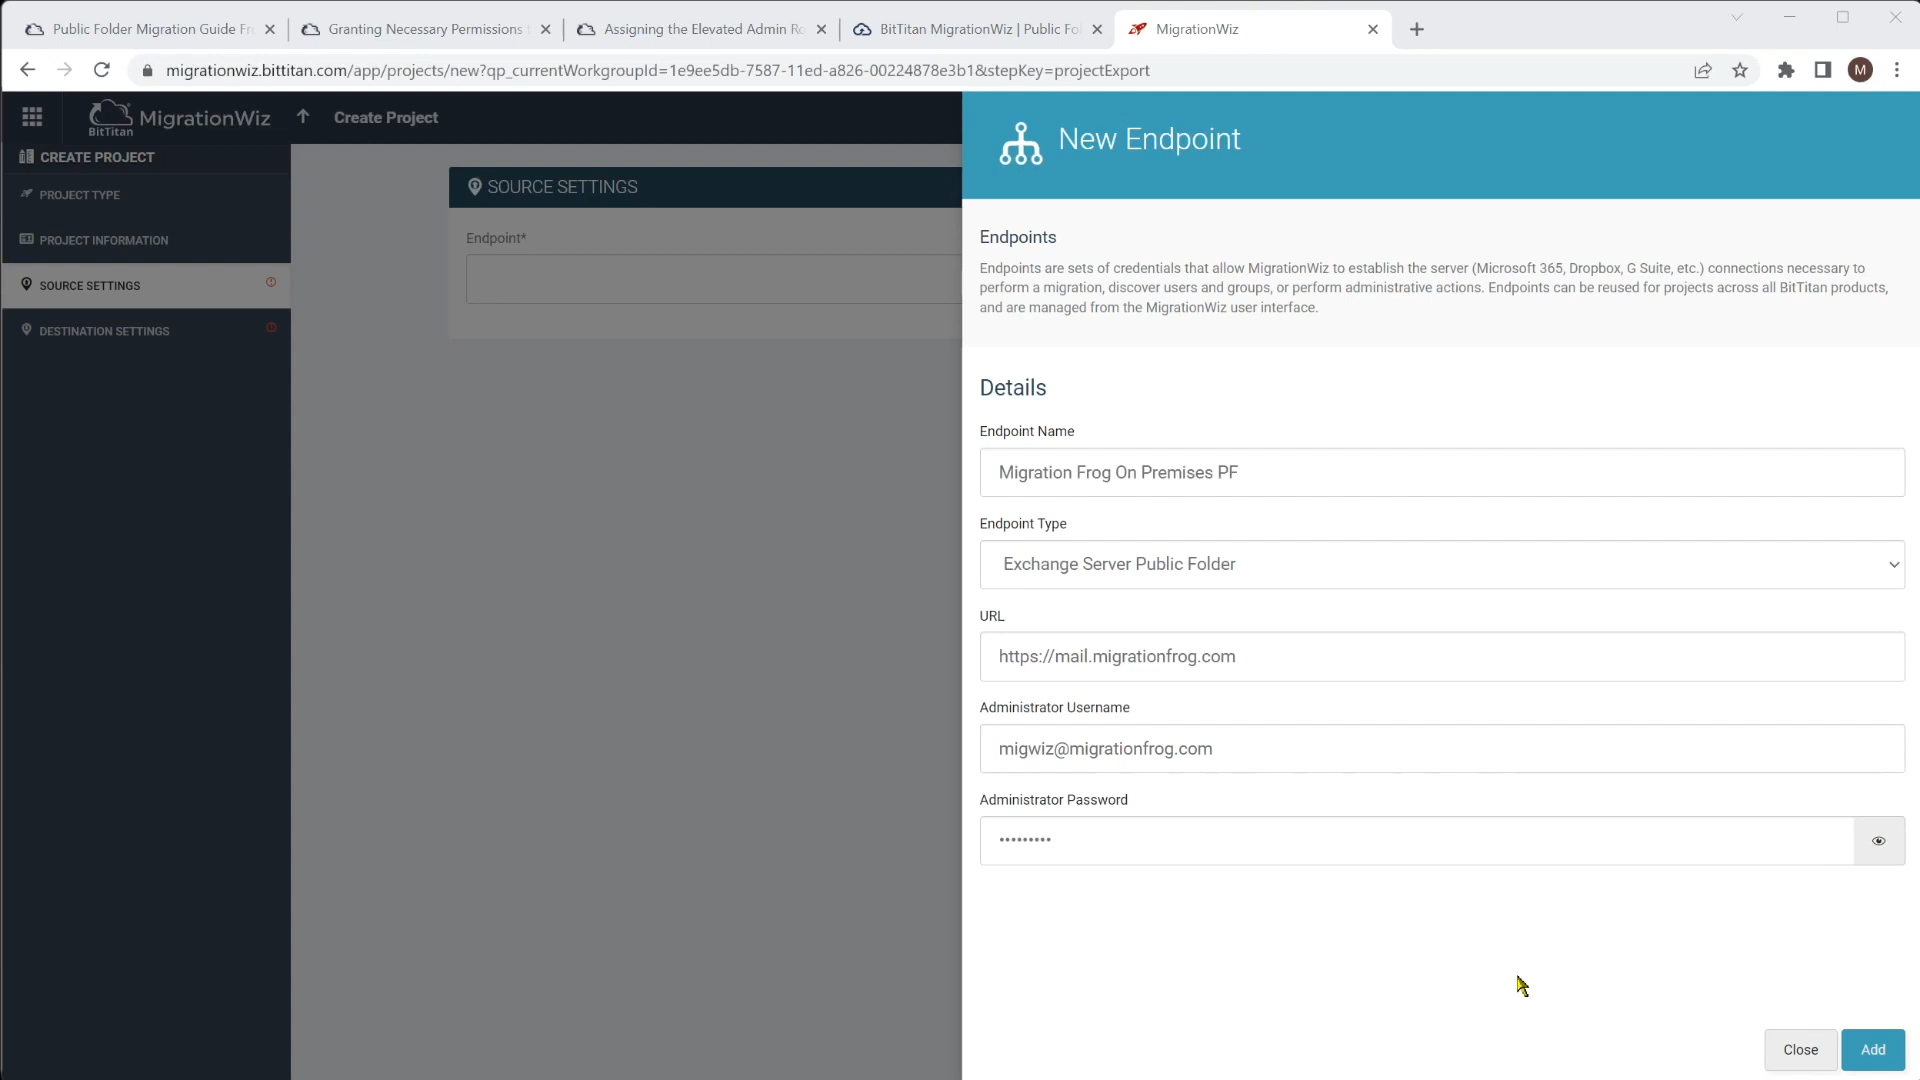 Public Folder Migration Guide Fr
Granting Necessary Permissions
Assigning the Elevated Admin Ro
BitTitan MigrationWiz | Public Fol
MigrationWiz
migrationwiz.bittitan.com/app/projects/new?qp_currentWorkgroupId=1e9ee5db-7587-11ed-a826-00224878e3b1&stepKey=projectExport
M
BitTitan MigrationWiz
Create Project
New Endpoint
CREATE PROJECT
PROJECT TYPE
PROJECT INFORMATION
SOURCE SETTINGS
DESTINATION SETTINGS
SOURCE SETTINGS
Endpoint*
Endpoints
Endpoints are sets of credentials that allow MigrationWiz to establish the server (Microsoft 365, Dropbox, G Suite, etc.) connections necessary to
perform a migration, discover users and groups, or perform administrative actions. Endpoints can be reused for projects across all BitTitan products,
and are managed from the MigrationWiz user interface.
Details
Endpoint Name
Migration Frog On Premises PF
Endpoint Type
Exchange Server Public Folder
URL
https://mail.migrationfrog.com
Administrator Username
migwiz@migrationfrog.com
Administrator Password
•••••••••
Close
Add